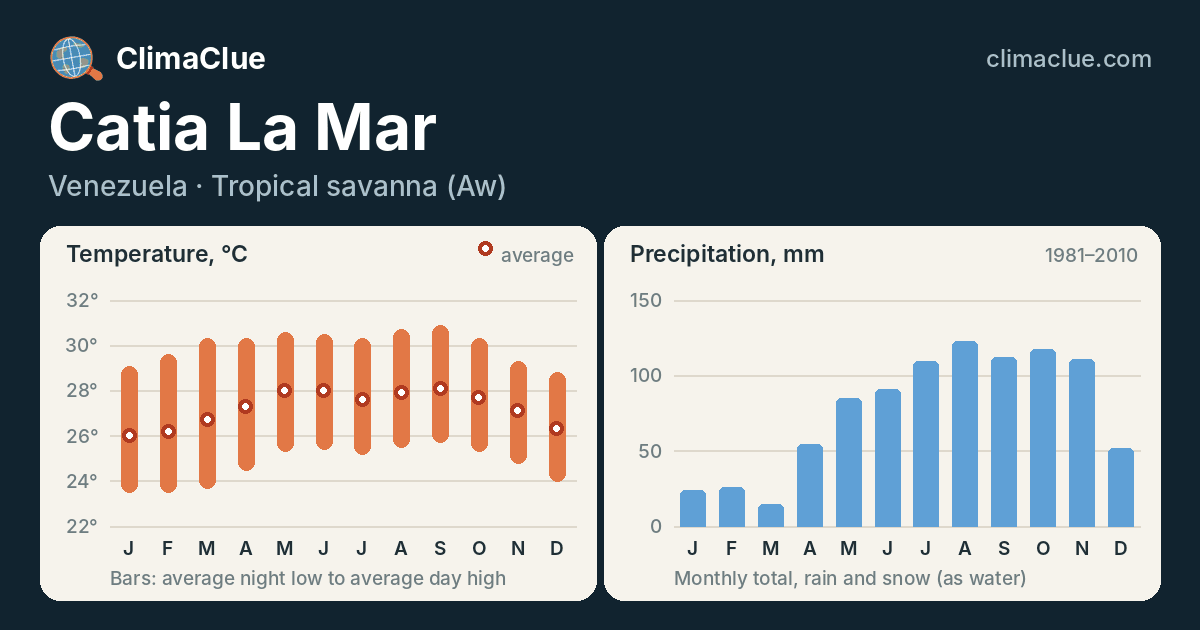 ClimaClue
climaclue.com
Catia La Mar
Venezuela · Tropical savanna (Aw)
Temperature, °C
average
32°
30°
28°
26°
24°
22°
J F M A M J J A S O N D
Bars: average night low to average day high
Precipitation, mm
1981–2010
150
100
50
0
J F M A M J J A S O N D
Monthly total, rain and snow (as water)